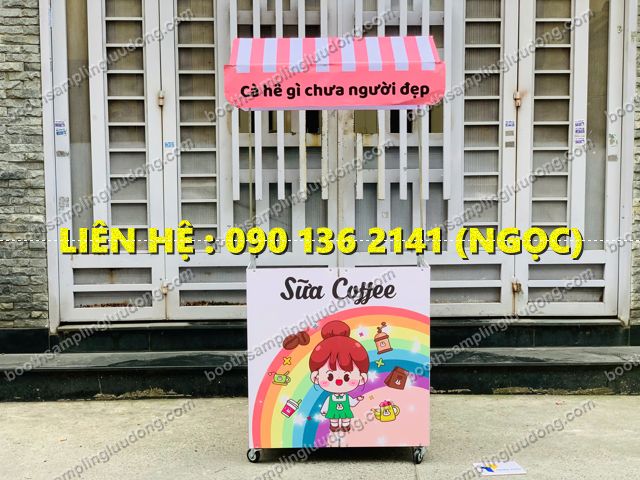 Cà hê gì chưa người đẹp
LIÊN HỆ : 090 136 2141 (NGỌC)
Sữa Coffee
boothsamplingluudong.com